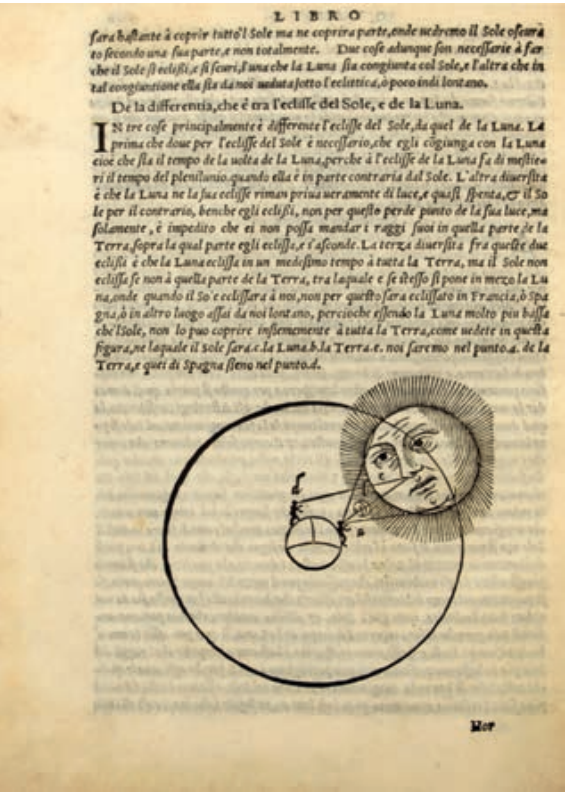 LIBRO
sara bastante à coprir tutto'l Sole ma ne coprira parte, onde uedremo il Sole oscura
to secondo una sua parte, e non totalmente. Due cose adunque son necessarie à far
che il Sole si eclissi, e si scuri, l'una che la Luna sia congiunta col Sole, e l'altra che in
tal congiuntione ella sia da noi ueduta sotto l'eclittica, ò poco indi lontano.
De la differentia, che è tra l'eclisse del Sole, e de la Luna.
IN tre cose principalmente è differente l'eclisse del Sole, da quel de la Luna. La
prima che doue per l'eclisse del Sole è necessario, che egli cõgiunga con la Luna
cioè che sia il tempo de la uolta de la Luna, perche à l'eclisse de la Luna fa di mestie-
ri il tempo del plenilunio, quando ella è in parte contraria dal Sole. L'altra diuersità
è che la Luna ne la sua eclisse riman priua ueramente di luce, e quasi spenta, & il So
le per il contrario, benche egli eclissi, non per questo perde punto de la sua luce, ma
solamente, è impedito che ei non possa mandar i raggi suoi in quella parte de la
Terra, sopra la qual parte eglissa, e s'asconde. La terza diuersità fra queste due
eclissi è che la Luna eclissa in un medesimo tempo à tutta la Terra, ma il Sole non
eclissa se non à quella parte de la Terra, tra laquale e se stesso si pone in mezo la Lu
na, onde quando il Sole eclissara à noi, non per questo sara eclissato in Francia, ò Spa
gna, ò in altro luogo assai da noi lontano, percioche essendo la Luna molto piu bassa
che'l Sole, non lo puo coprire insiememente à tutta la Terra, come uedete in questa
figura, ne laquale il Sole sara.c. la Luna.b. la Terra.e. noi saremo nel punto.a. de la
Terra, e quei di Spagna sieno nel punto.d.
c
d
a
Hor